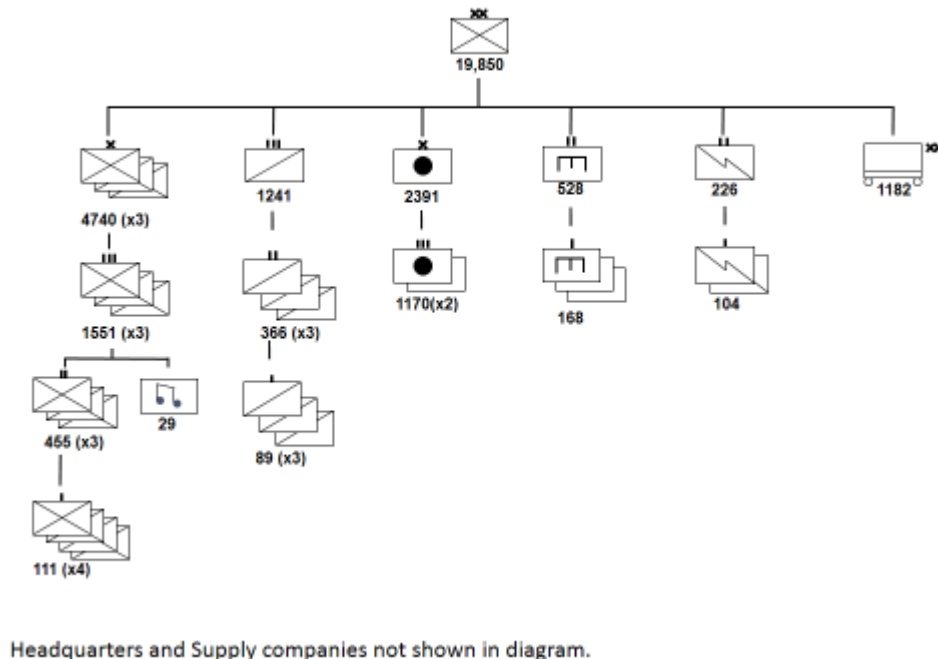 XX
19,850
X
III
X
II
II
XX
4740 (x3)
1241
2391
528
226
1182
III
II
III
I
I
1551 (x3)
366 (x3)
1170(x2)
168
104
II
I
455 (x3)
29
89 (x3)
I
111 (x4)
Headquarters and Supply companies not shown in diagram.